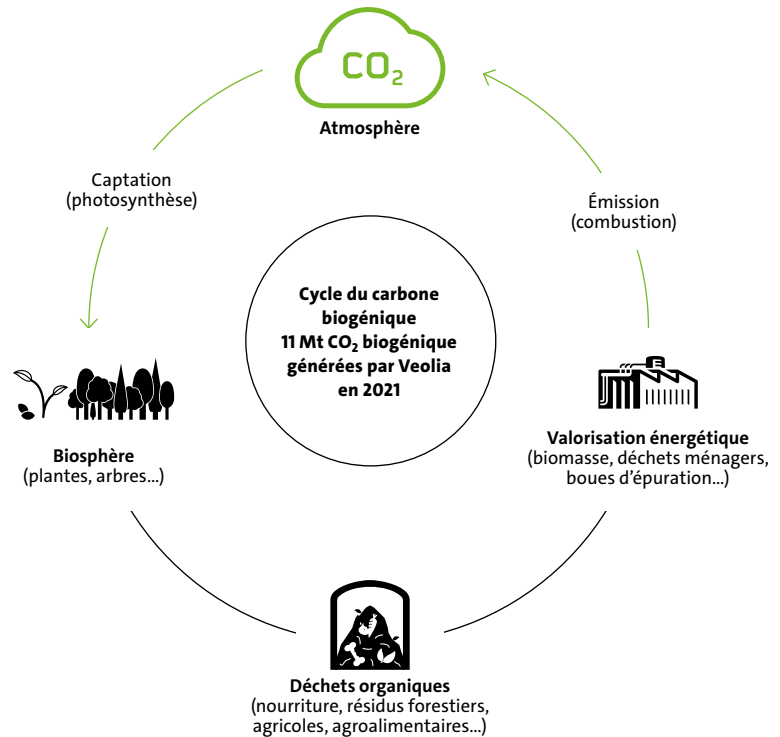 CO₂
Atmosphère
Captation
(photosynthèse)
Émission
(combustion)
Cycle du carbone
biogénique
11 Mt CO₂ biogénique
générées par Veolia
en 2021
Biosphère
(plantes, arbres...)
Valorisation énergétique
(biomasse, déchets ménagers,
boues d’épuration...)
Déchets organiques
(nourriture, résidus forestiers,
agricoles, agroalimentaires...)